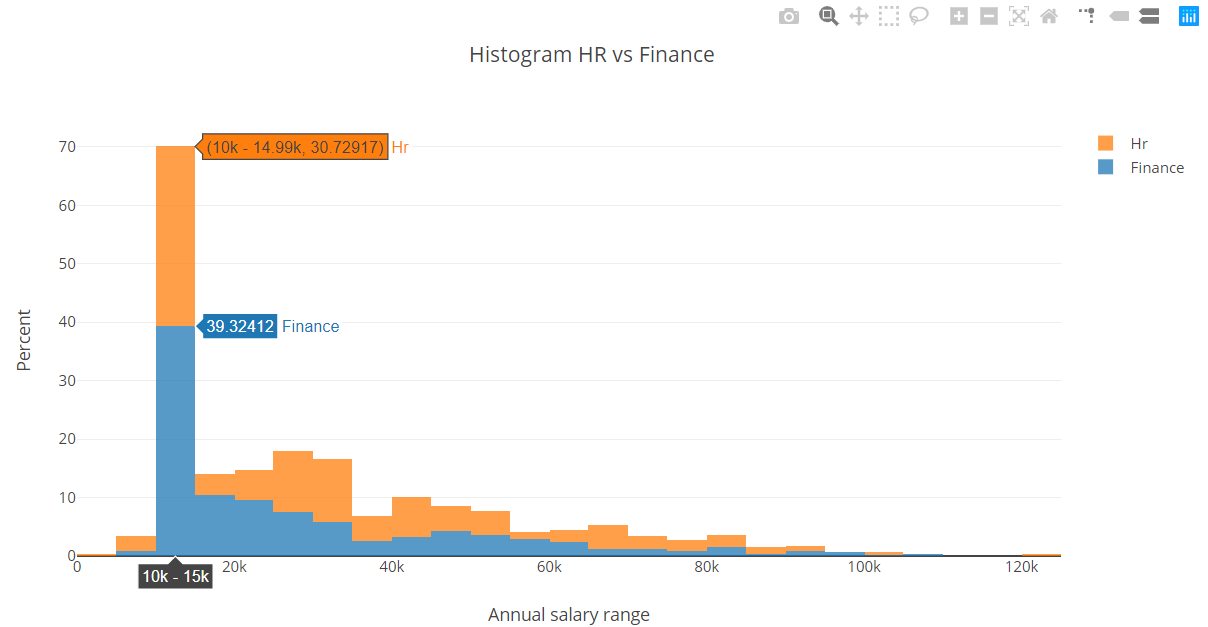 Histogram HR vs Finance
70
(10k - 14.99k, 30.72917) Hr
Hr
Finance
60
50
40
39.32412 Finance
30
20
10
0
Percent
0
10k - 15k
20k
40k
60k
80k
100k
120k
Annual salary range